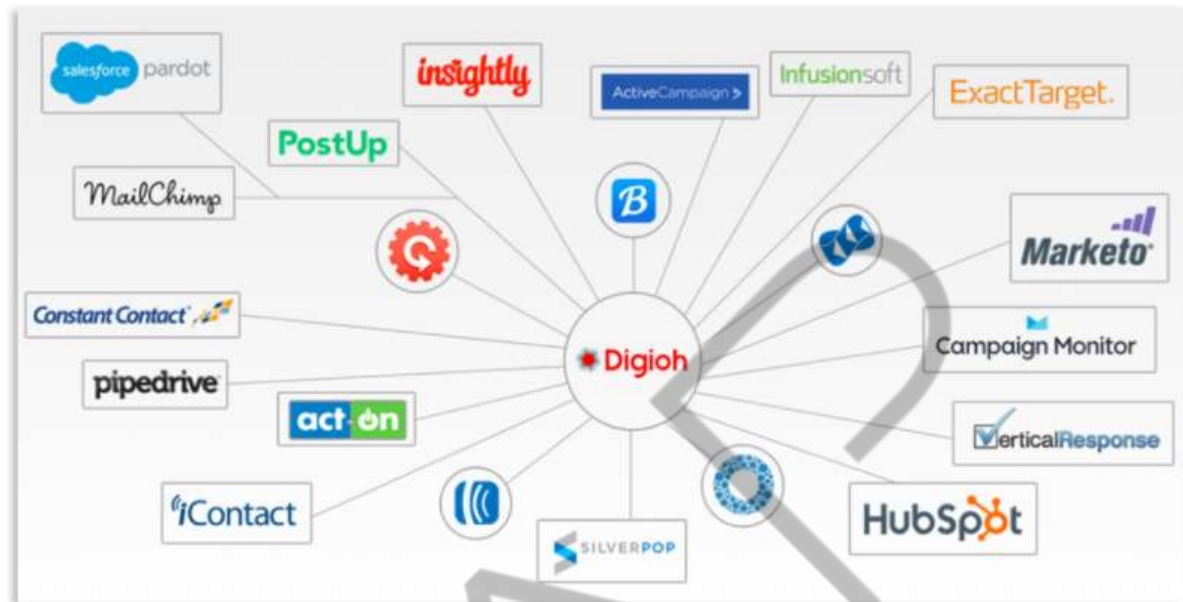 salesforce pardot
insightly
ActiveCampaign >
Infusionsoft
ExactTarget.
PostUp
MailChimp
B
Marketo
Constant Contact
Digioh
Campaign Monitor
pipedrive
act-on
VerticalResponse
iContact
HubSpot
SILVERPOP